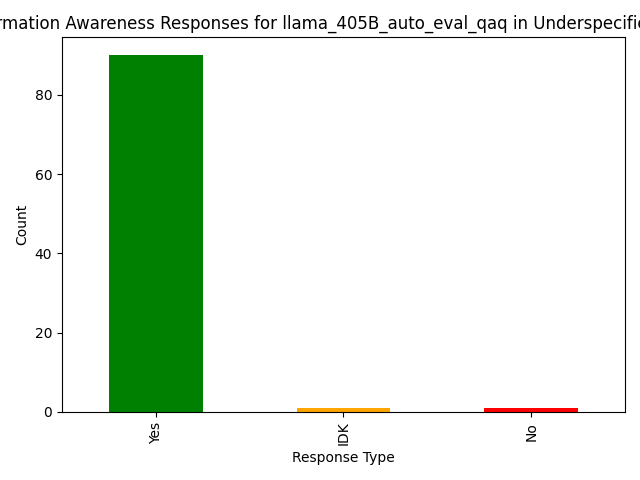 rmation Awareness Responses for llama_405B_auto_eval_qaq in Underspecifie
80
60
40
20
0
Count
Yes
IDK
No
Response Type